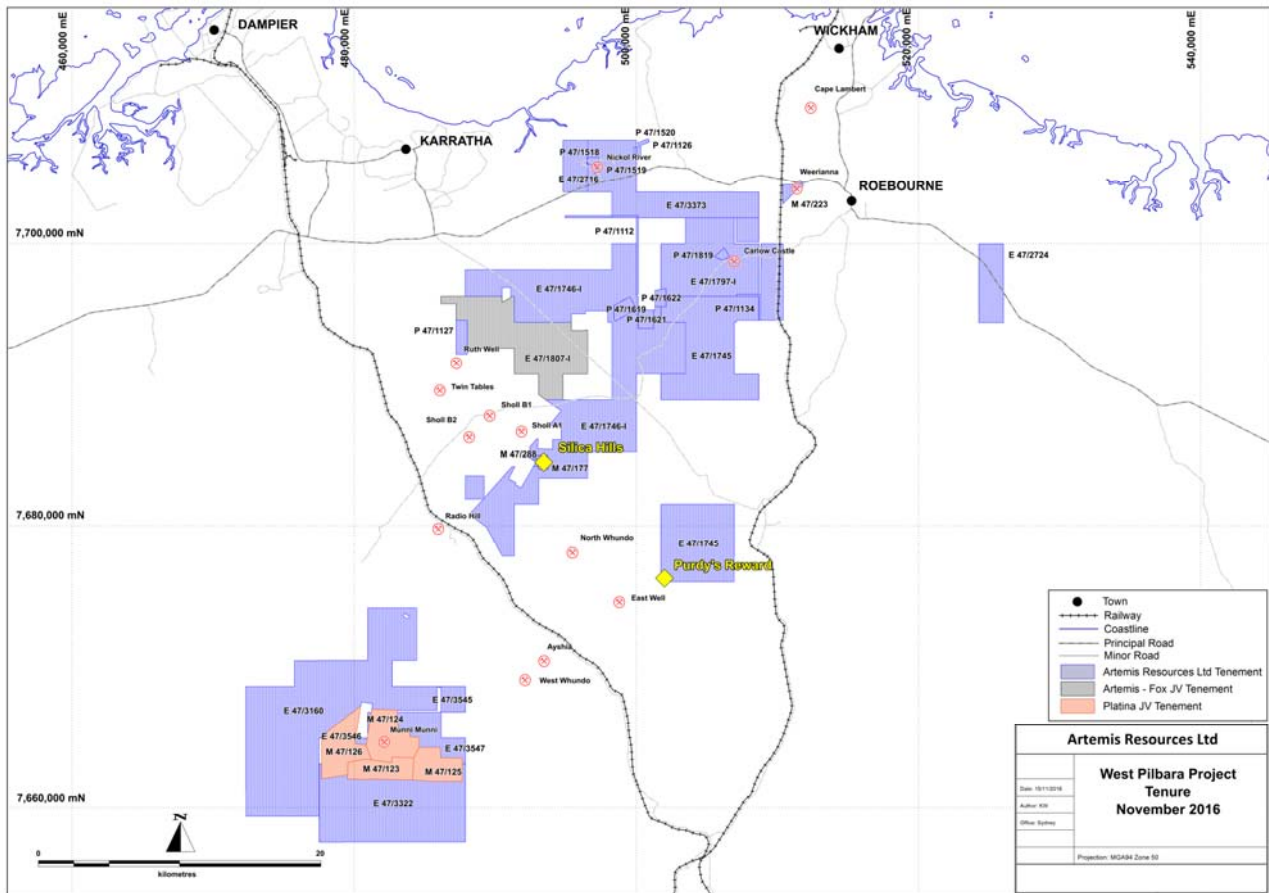 460,000 mE
480,000 mE
500,000 mE
520,000 mE
540,000 mE
DAMPIER
WICKHAM
Cape Lambert
KARRATHA
P 47/1520
P 47/1126
P 47/1518
Nickol River
P 47/1519
E 47/2716
Weerianna
ROEBOURNE
M 47/223
E 47/3373
7,700,000 mN
P 47/1112
P 47/1819
Carlow Castle
E 47/2724
E 47/1797-I
E 47/1746-I
P 47/1622
P 47/1619
P 47/1621
P 47/1134
P 47/1127
Ruth Well
E 47/1807-I
E 47/1745
Twin Tables
Sholl B1
Sholl B2
Sholl A1
E 47/1746-I
Silica Hills
M 47/288
M 47/177
7,680,000 mN
Radio Hill
North Whundo
E 47/1745
Purdy's Reward
East Well
Ayshia
West Whundo
E 47/3160
E 47/3545
M 47/124
Munni Munni
E 47/3546
M 47/126
E 47/3547
M 47/123
M 47/125
7,660,000 mN
E 47/3322
Z
0
20
kilometres
Town
Railway
Coastline
Principal Road
Minor Road
Artemis Resources Ltd Tenement
Artemis - Fox JV Tenement
Platina JV Tenement
Artemis Resources Ltd
West Pilbara Project
Tenure
November 2016
Date: 15/11/2016
Author: KW
Office: Sydney
Projection: MGA94 Zone 50